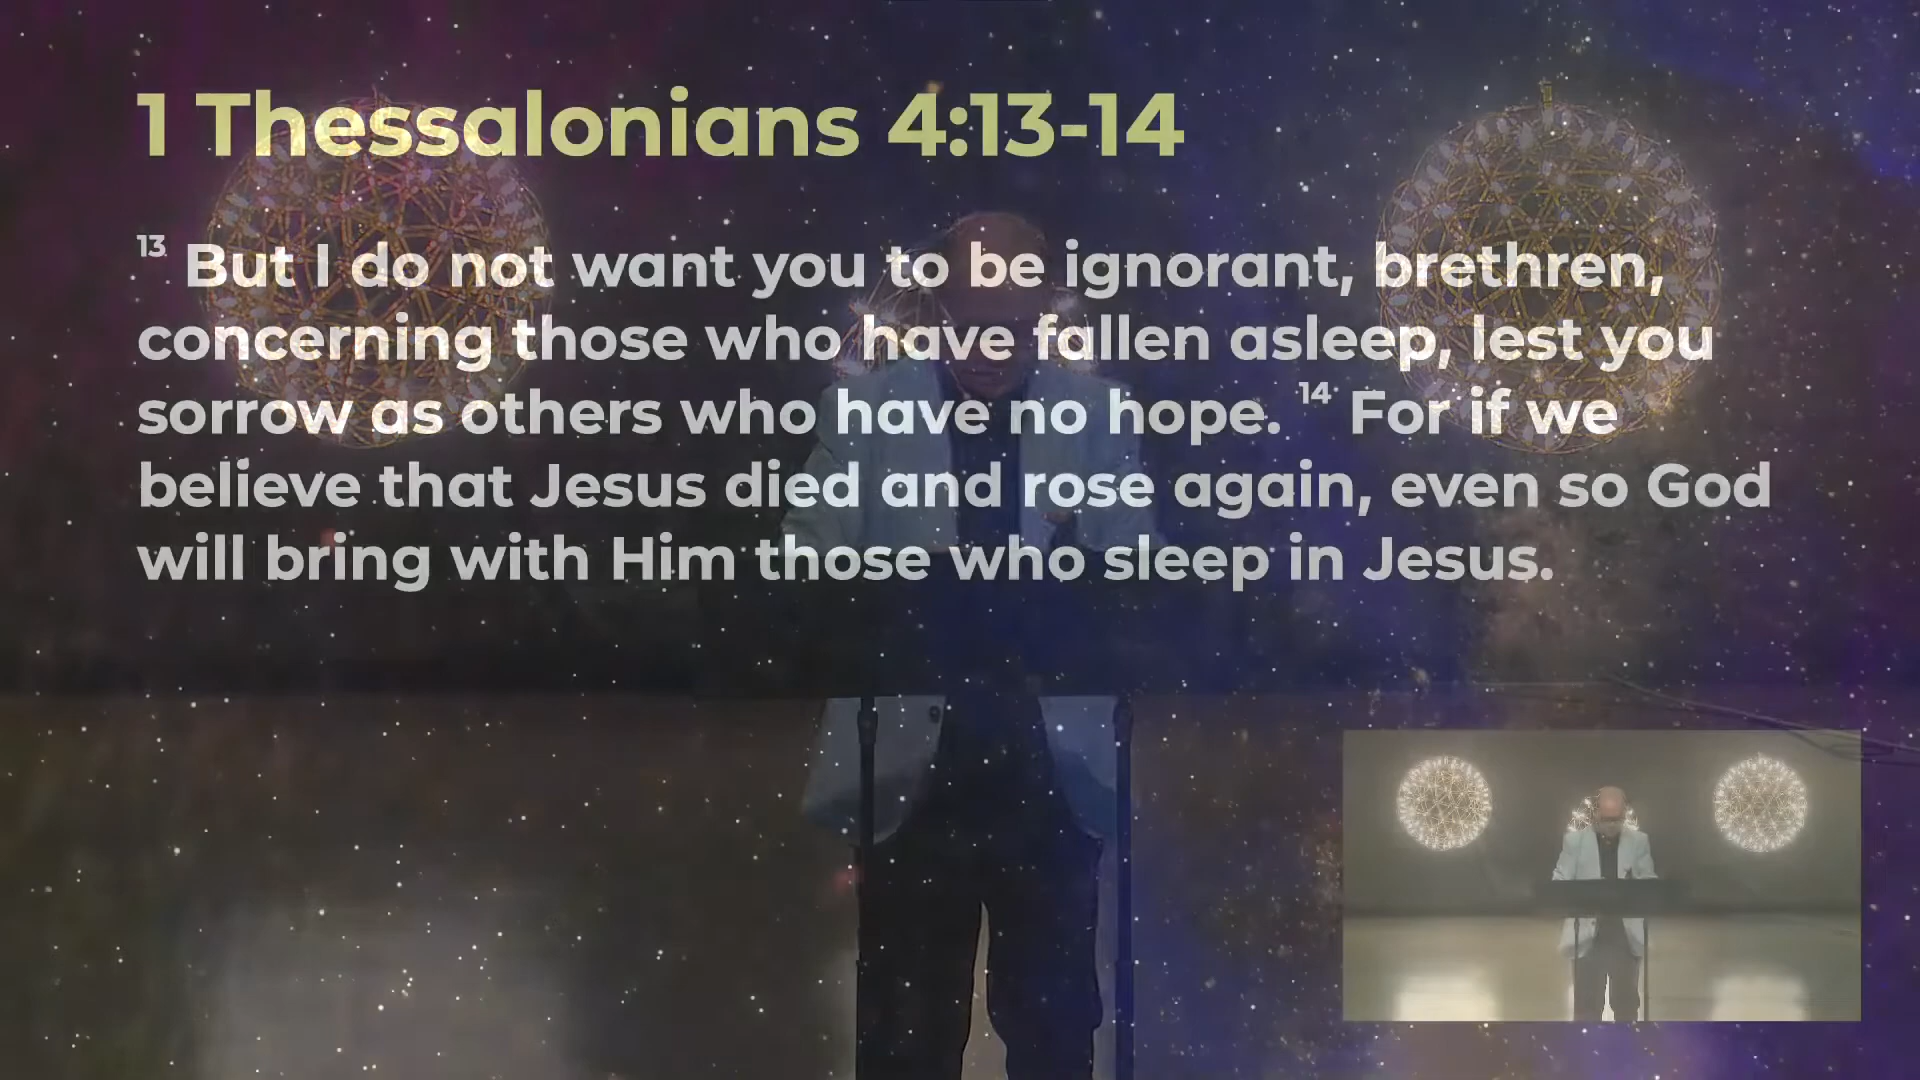 1 Thessalonians 4:13-14
13 But I do not want you to be ignorant, brethren,
concerning those who have fallen asleep, lest you
sorrow as others who have no hope. 14 For if we
believe that Jesus died and rose again, even so God
will bring with Him those who sleep in Jesus.